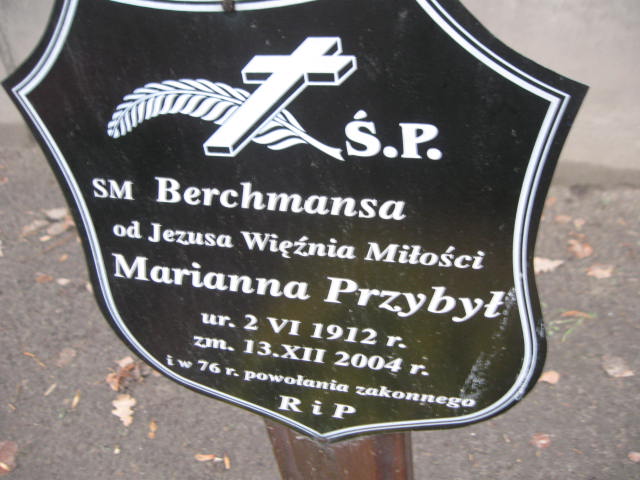 Ś.P.
SM Berchmansa
od Jezusa Więźnia Miłości
Marianna Przybył
ur. 2 VI 1912 r.
zm. 13.XII 2004 r.
i w 76 r. powołania zakonnego
R i P